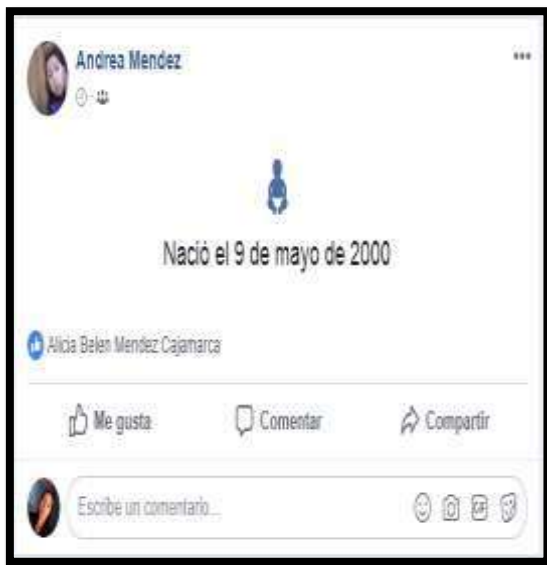 Andrea Mendez
Nació el 9 de mayo de 2000
Alicia Belen Mendez Cajamarca
Me gusta
Comentar
Compartir
Escribe un comentario...
GIF